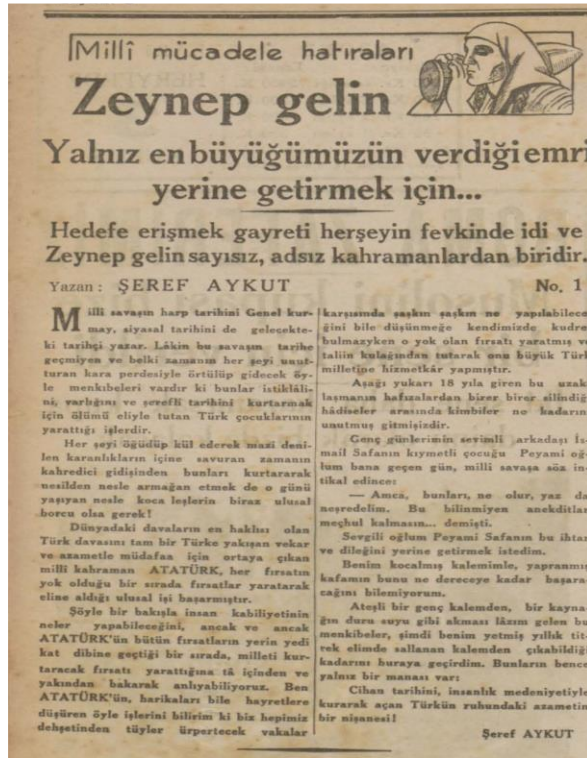 Millî mücadele hatıraları
Zeynep gelin
Yalnız en büyüğümüzün verdiği emri
yerine getirmek için...
Hedefe erişmek gayreti herşeyin fevkinde idi ve
Zeynep gelin sayısız, adsız kahramanlardan biridir.
Yazan: ŞEREF AYKUT No. 1
Millî savaşın harp tarihini Genel kur-
may, siyasal tarihini de gelecekte-
ki tarihçi yazar. Lâkin bu savaşın tarihe
geçmiyen ve belki zamanın her şeyi unut-
turan kara perdesiyle örtülüp gidecek öy-
le menkıbeleri vardır ki bunlar istiklâli-
ni, varlığını ve şerefli tarihini kurtarmak
için ölümü eliyle tutan Türk çocuklarının
yarattığı işlerdir.
Her şeyi öğüdüp kül ederek mazi deni-
len karanlıkların içine savuran zamanın
kahredici gidişinden bunları kurtararak
nesilden nesle armağan etmek de o günü
yaşıyan nesle koca leşlerin biraz ulusal
borcu olsa gerek!
Dünyadaki davaların en haklısı olan
Türk davasını tam bir Türke yakışan vekar
ve azametle müdafaa için ortaya çıkan
millî kahraman ATATÜRK, her fırsatın
yok olduğu bir sırada fırsatlar yaratarak
eline aldığı ulusal işi başarmıştır.
Şöyle bir bakışla insan kabiliyetinin
neler yapabileceğini, ancak ve ancak
ATATÜRK'ün bütün fırsatların yerin yedi
kat dibine geçtiği bir sırada, milleti kur-
taracak fırsatı yarattığına tâ içinden ve
yakından bakarak anlıyabiliyoruz. Ben
ATATÜRK'ün, harikaları bile hayretlere
düşüren öyle işlerini bilirim ki biz hepimiz
dehşetinden tüyler ürpertecek vakalar
karşısında şaşkın şaşkın ne yapılabilece
ğini bile düşünmeğe kendimizde kudre
bulmazyken o yok olan fırsatı yaratmış v
taliin kulağından tutarak onu büyük Türk
milletine hizmetkâr yapmıştır.
Aşağı yukarı 18 yıla giren bu uzak
laşmanın hafızalardan birer birer silindiğ
hâdiseler arasında kimbilir ne kadarın
unutmuş gitmişizdir.
Genç günlerimin sevimli arkadaşı İs
mail Safanın kıymetli çocuğu Peyami oğ
lum bana geçen gün, millî savaşa söz in
tikal edince:
— Amca, bunları, ne olur, yaz da
neşredelim. Bu bilinmiyen anekditlar
meçhul kalmasın... demişti.
Sevgili oğlum Peyami Safanın bu ihtar
ve dileğini yerine getirmek istedim.
Benim kocalmış kalemimle, yapranmı
kafamın bunu ne dereceye kadar başara
cağını bilemiyorum.
Ateşli bir genç kalemden, bir kayna
ğın duru suyu gibi akması lâzım gelen bu
menkibeler, şimdi benim yetmiş yıllık tit
rek elimde sallanan kalemden çıkabildiğ
kadarını buraya geçirdim. Bunların bence
yalnız bir manası var:
Cihan tarihini, insanlık medeniyetiyle
kurarak açan Türkün ruhundaki azametin
bir nişanesi!
Şeref AYKUT